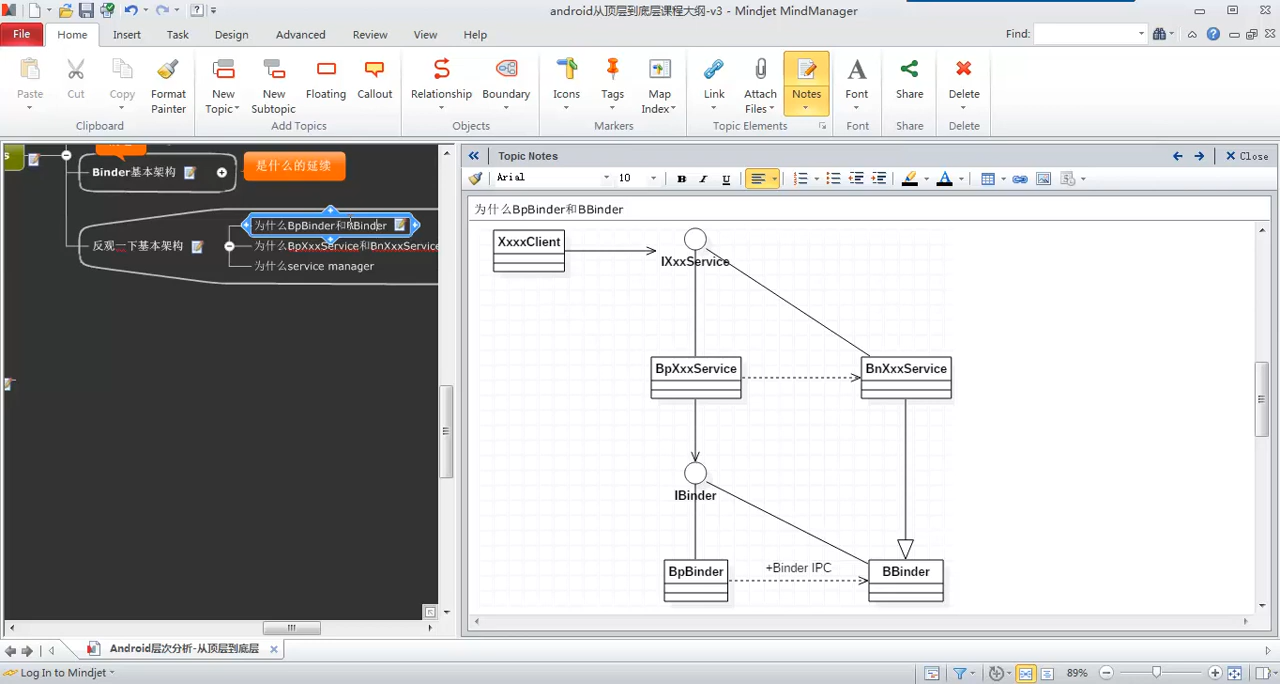 android从顶层到底层课程大纲-v3 - Mindjet MindManager
File Home Insert Task Design Advanced Review View Help Find:
Paste Cut Copy Format Painter
New Topic New Subtopic Floating Callout
Relationship Boundary
Icons Tags Map Index
Link Attach Files Notes
Font Share Delete
Clipboard Add Topics Objects Markers Topic Elements Font Share Delete
s
Binder基本架构
是什么的延续
反观一下基本架构
为什么BpBinder和BBinder
为什么BpXxxService和BnXxxService
为什么service manager
Topic Notes Close
Arial 10 B I U A
为什么BpBinder和BBinder
XxxxClient
IXxxService
BpXxxService
BnXxxService
IBinder
BpBinder
+Binder IPC
BBinder
Android层次分析-从顶层到底层
Log In to Mindjet 89%